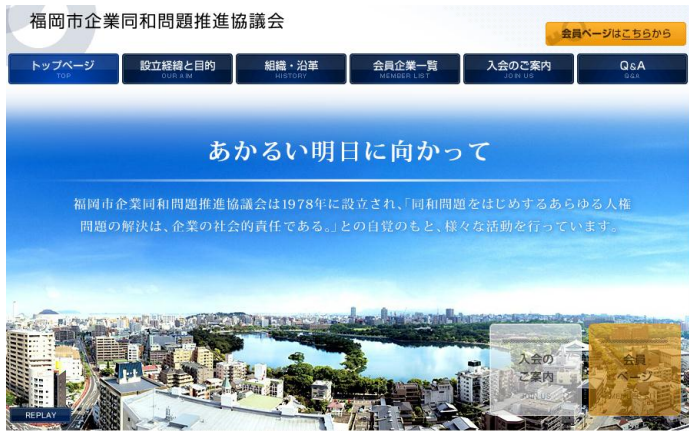 福岡市企業同和問題推進協議会
会員ページはこちらから
トップページ
TOP
設立経緯と目的
OUR AIM
組織・沿革
HISTORY
会員企業一覧
MEMBER LIST
入会のご案内
JOIN US
Q&A
Q&A
あかるい明日に向かって
福岡市企業同和問題推進協議会は1978年に設立され、「同和問題をはじめするあらゆる人権
問題の解決は、企業の社会的責任である。」との自覚のもと、様々な活動を行っています。
入会の
ご案内
JOIN US
会員
ページ
REPLAY